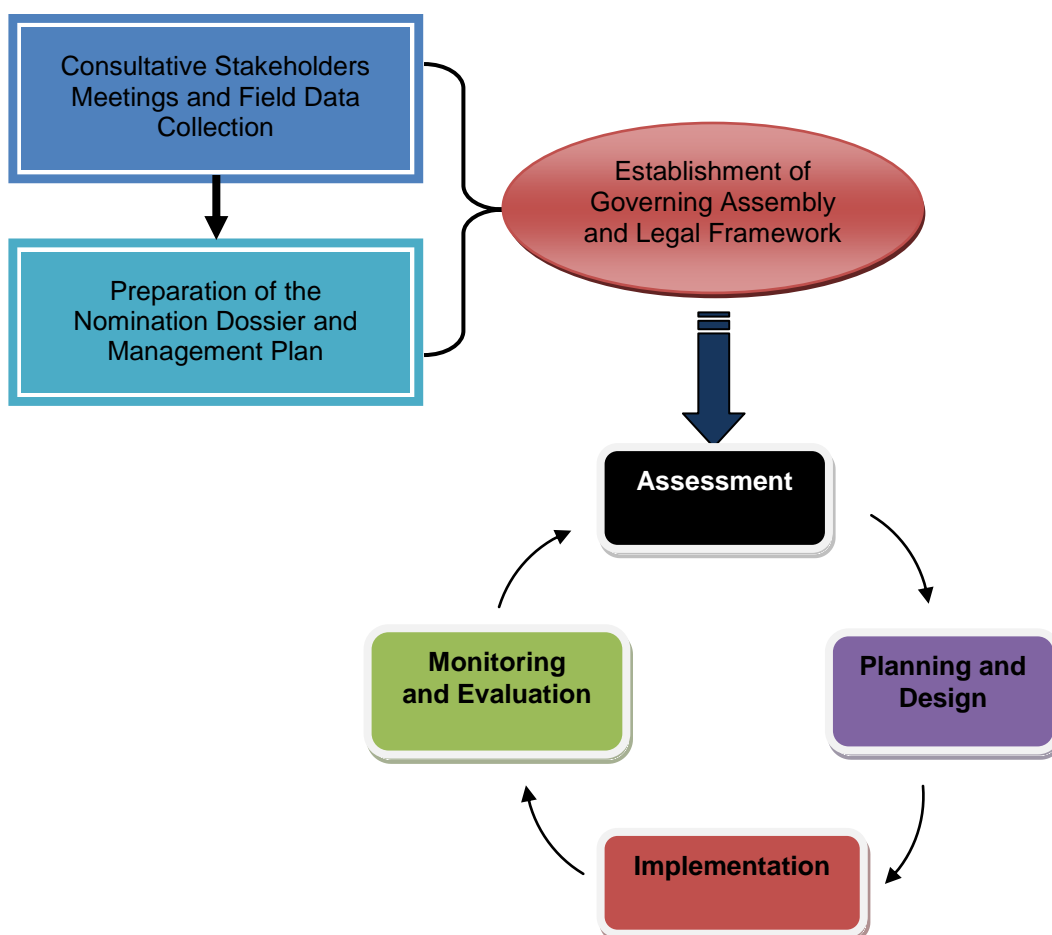 Consultative Stakeholders
Meetings and Field Data
Collection
Establishment of
Governing Assembly
and Legal Framework
Preparation of the
Nomination Dossier and
Management Plan
Assessment
Monitoring
and Evaluation
Planning and
Design
Implementation